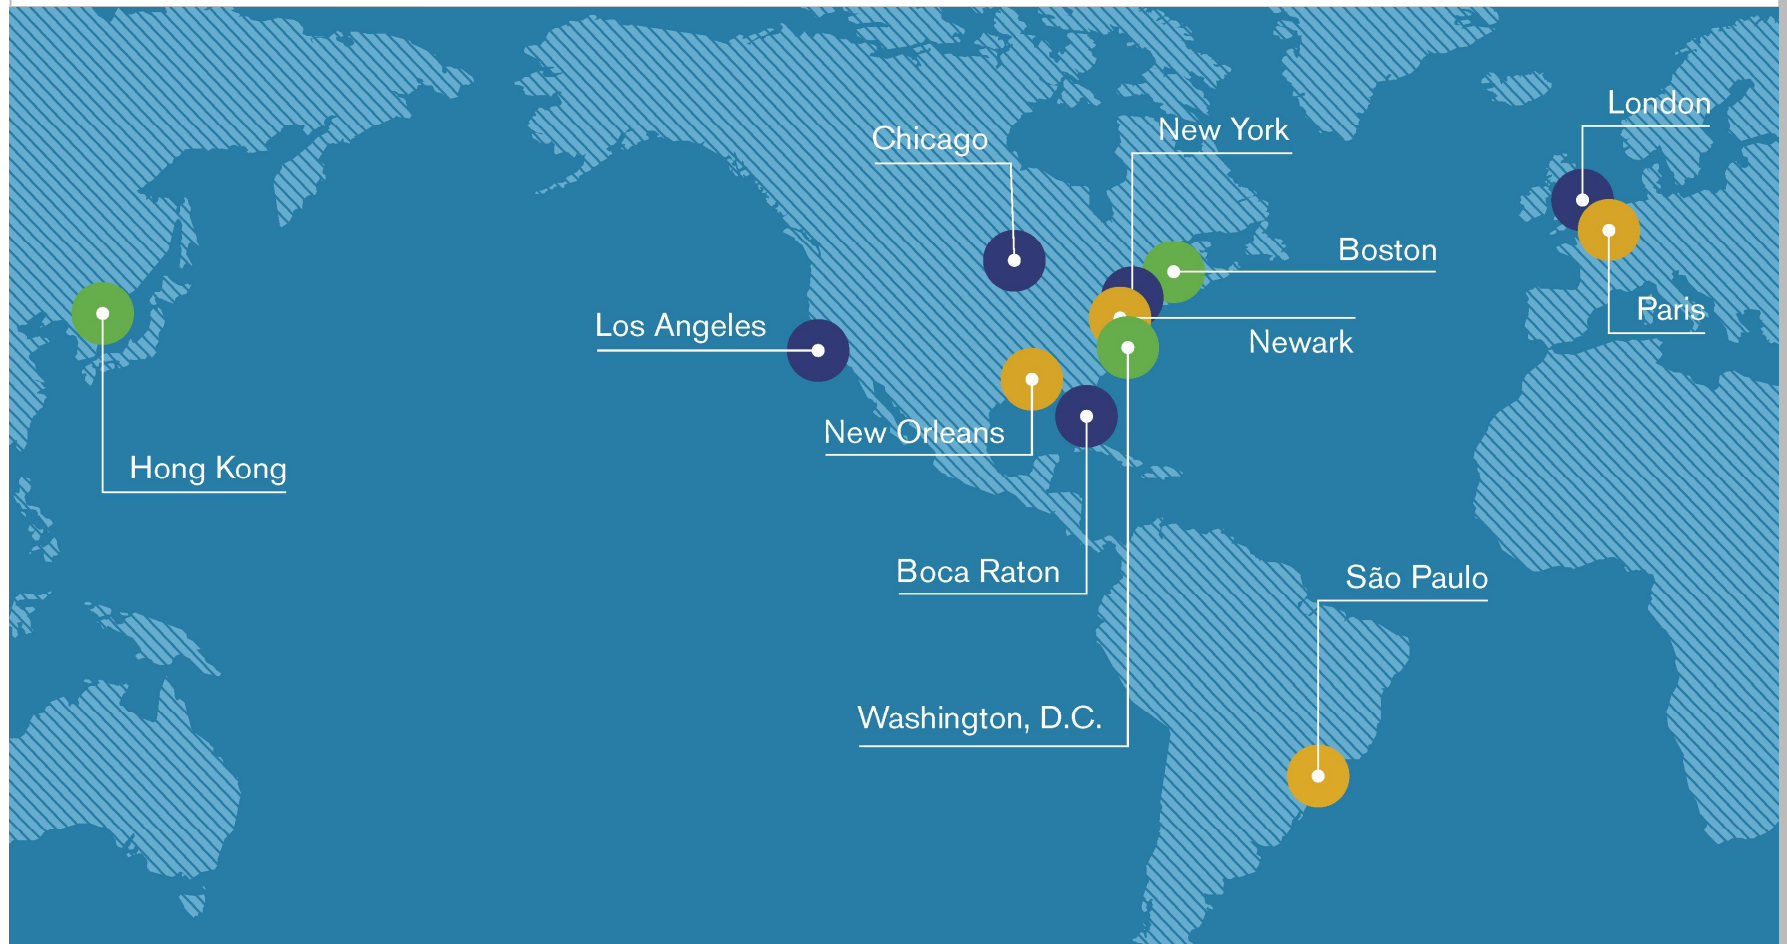 London
Chicago
New York
Boston
Los Angeles
Paris
Newark
New Orleans
Hong Kong
Boca Raton
São Paulo
Washington, D.C.